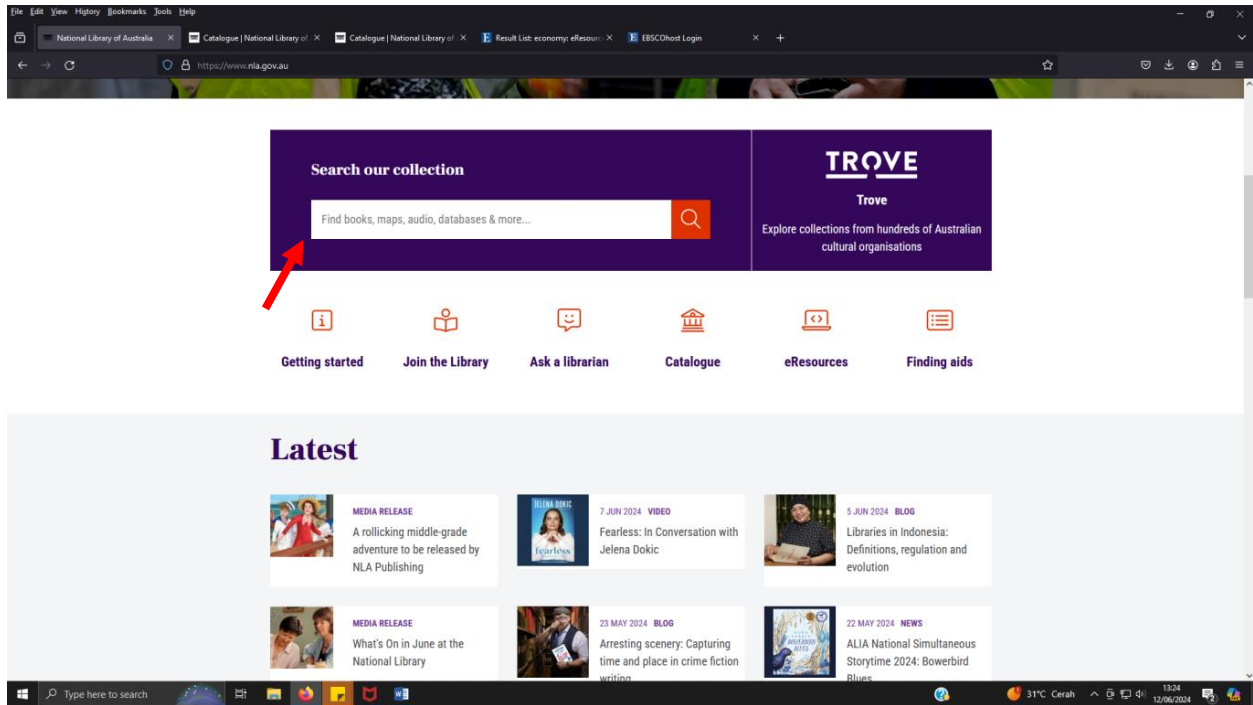 File Edit View History Bookmarks Tools Help
National Library of Australia
Catalogue | National Library of
Catalogue | National Library of
Result List: economy: eResourc
EBSCOhost Login
https://www.nla.gov.au
Search our collection
Find books, maps, audio, databases & more...
TROVE
Trove
Explore collections from hundreds of Australian
cultural organisations
Getting started
Join the Library
Ask a librarian
Catalogue
eResources
Finding aids
Latest
MEDIA RELEASE
A rollicking middle-grade
adventure to be released by
NLA Publishing
JELENA DOKIC
fearless
7 JUN 2024 VIDEO
Fearless: In Conversation with
Jelena Dokic
5 JUN 2024 BLOG
Libraries in Indonesia:
Definitions, regulation and
evolution
MEDIA RELEASE
What's On in June at the
National Library
23 MAY 2024 BLOG
Arresting scenery: Capturing
time and place in crime fiction
writing
BOWERBIRD
BLUES
22 MAY 2024 NEWS
ALIA National Simultaneous
Storytime 2024: Bowerbird
Blues
Type here to search
31°C Cerah
13:24
12/06/2024